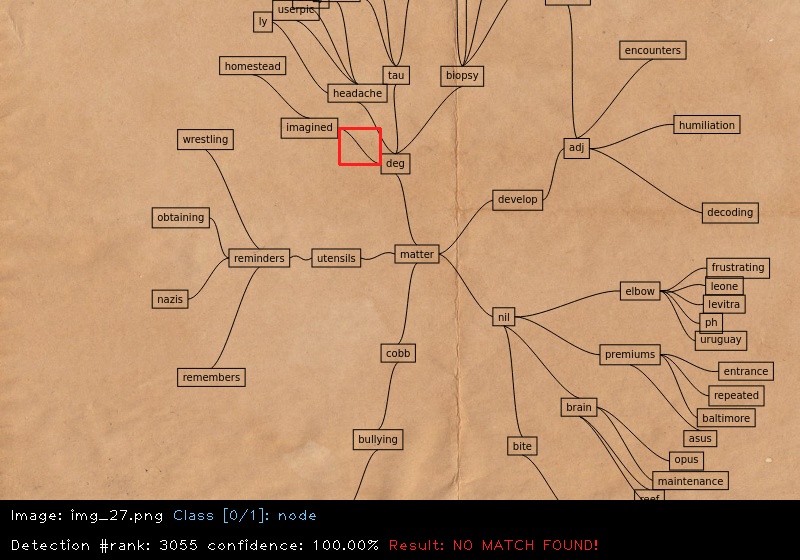 userpic
ly
tau
biopsy
encounters
homestead
headache
imagined
humiliation
wrestling
adj
deg
develop
decoding
obtaining
reminders
utensils
matter
frustrating
leone
elbow
levitra
nazis
nil
ph
uruguay
cobb
premiums
entrance
remembers
repeated
brain
baltimore
bullying
bite
asus
opus
maintenance
reef
Image: img_27.png Class [0/1]: node
Detection #rank: 3055 confidence: 100.00% Result: NO MATCH FOUND!